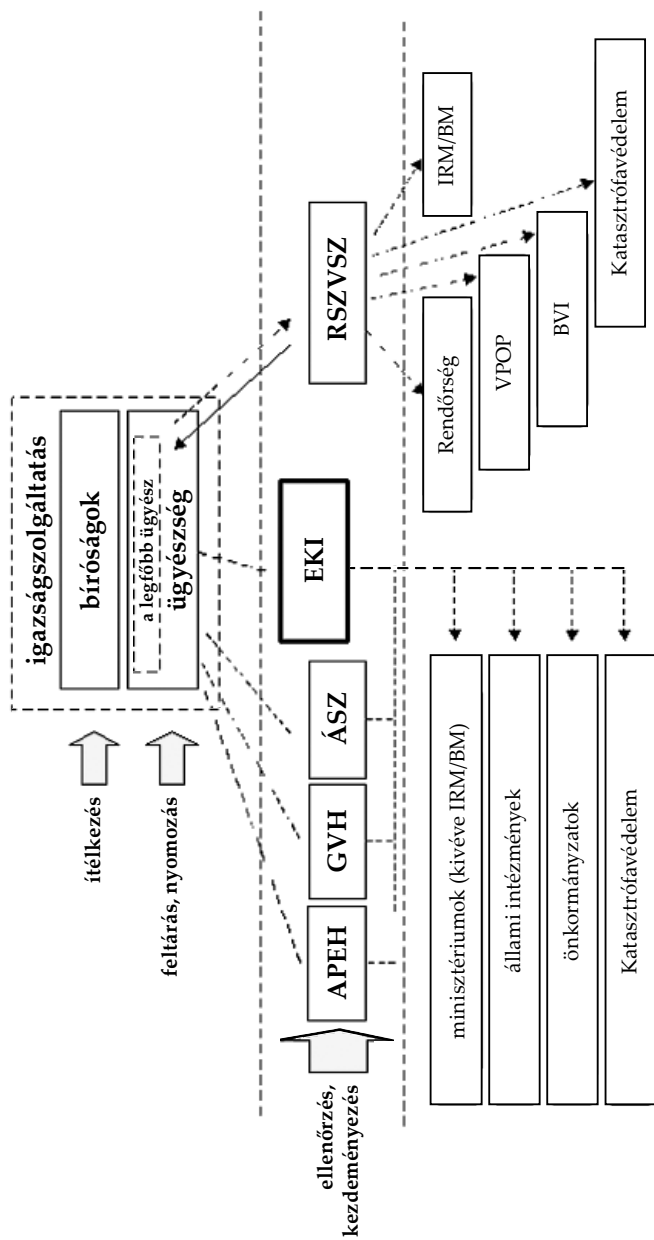 igazságszolgáltatás
ítélkezés
bíróságok
feltárás, nyomozás
a legfőbb ügyész
ügyészség
ellenőrzés,
kezdeményezés
APEH
GVH
ÁSZ
EKI
RSZVSZ
minisztériumok (kivéve IRM/BM)
állami intézmények
önkormányzatok
Katasztrófavédelem
Rendőrség
VPOP
BVI
IRM/BM
Katasztrófavédelem